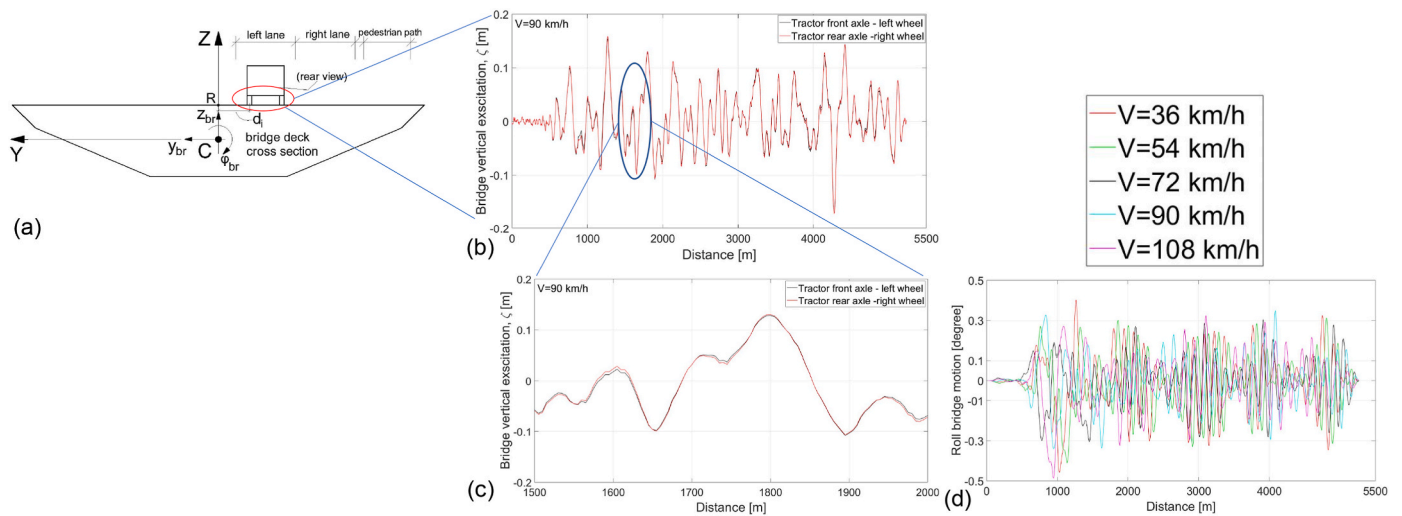 Z
left lane
right lane
pedestrian path
(rear view)
R
z_br
d_i
bridge deck
cross section
Y
y_br
C
φ_br
(a)
V=90 km/h
Tractor front axle - left wheel
Tractor rear axle -right wheel
Bridge vertical exscitation, ζ [m]
0.2
0.1
0
-0.1
-0.2
0
1000
2000
3000
4000
5500
Distance [m]
(b)
V=90 km/h
Tractor front axle - left wheel
Tractor rear axle -right wheel
Bridge vertical exscitation, ζ [m]
0.2
0.1
0
-0.1
-0.2
1500
1600
1700
1800
1900
2000
Distance [m]
(c)
V=36 km/h
V=54 km/h
V=72 km/h
V=90 km/h
V=108 km/h
Roll bridge motion [degree]
0.5
0.3
0.1
-01
-0.3
-0.5
0
1000
2000
3000
4000
5500
Distance [m]
(d)